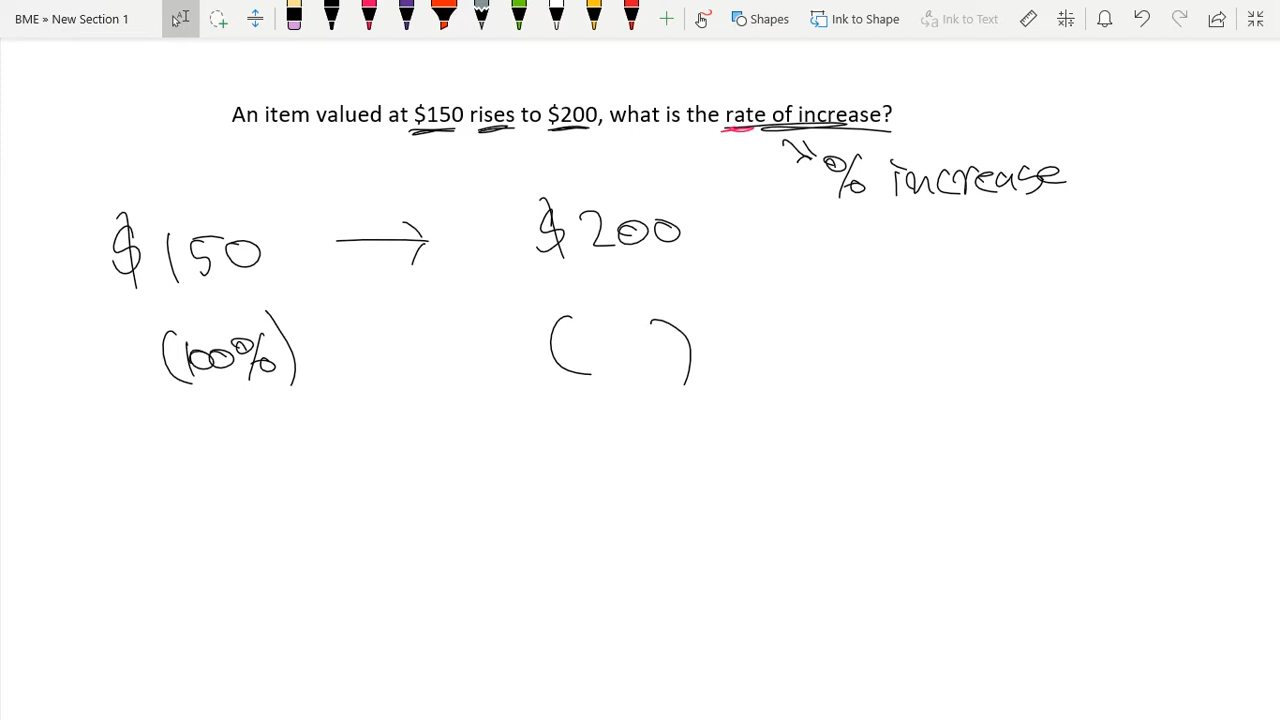 BME » New Section 1
Shapes
Ink to Shape
Ink to Text
An item valued at $150 rises to $200, what is the rate of increase?
% increase
$150 → $200
(100%) ( )